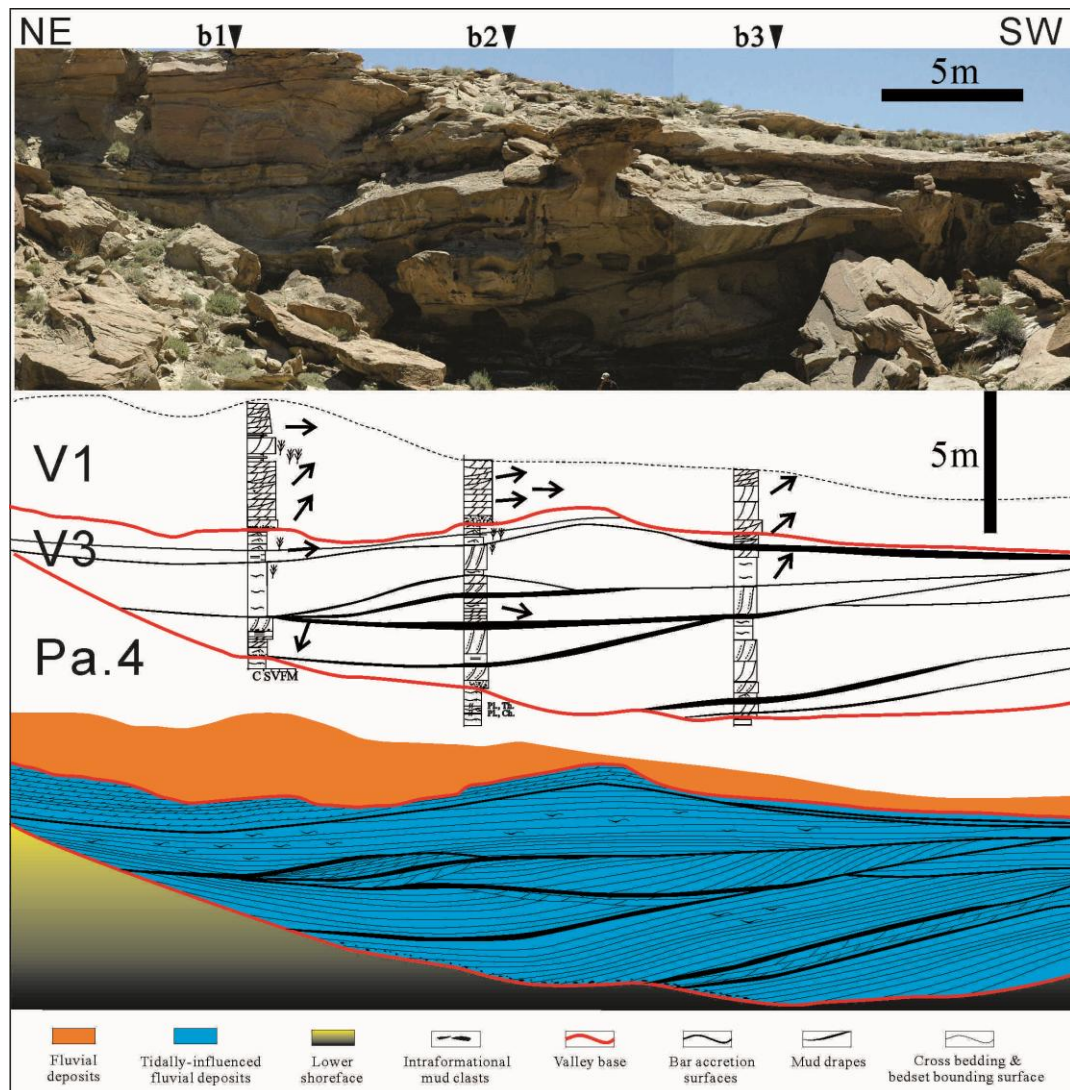 NE b1 b2 b3 SW
5m
5m
V1
V3
Pa.4
C SVFM
Fluvial deposits
Tidally-influenced fluvial deposits
Lower shoreface
Intraformational mud clasts
Valley base
Bar accretion surfaces
Mud drapes
Cross bedding & bedset bounding surface